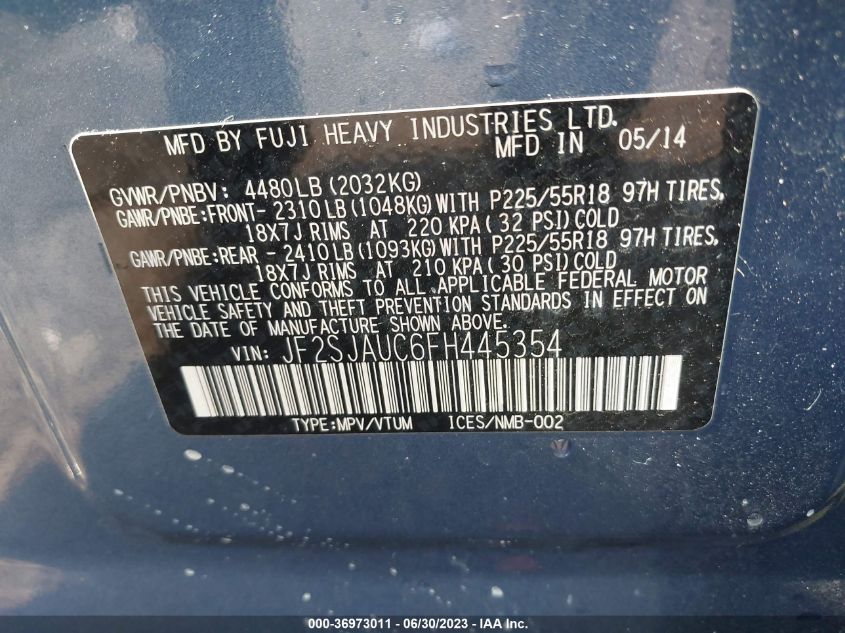 MFD BY FUJI HEAVY INDUSTRIES LTD.
MFD IN 05/14
GVWR/PNBV: 4480LB(2032KG)
GAWR/PNBE:FRONT- 2310LB(1048KG)WITH P225/55R18 97H TIRES,
18X7J RIMS AT 220 KPA(32 PSI)COLD
GAWR/PNBE:REAR - 2410LB(1093KG)WITH P225/55R18 97H TIRES,
18X7J RIMS AT 210 KPA(30 PSI)COLD
THIS VEHICLE CONFORMS TO ALL APPLICABLE FEDERAL MOTOR
VEHICLE SAFETY AND THEFT PREVENTION STANDARDS IN EFFECT ON
THE DATE OF MANUFACTURE SHOWN ABOVE.
VIN: JF2SJAUC6FH445354
TYPE:MPV/VTUM ICES/NMB-002
000-36973011 - 06/30/2023 - IAAI.COM